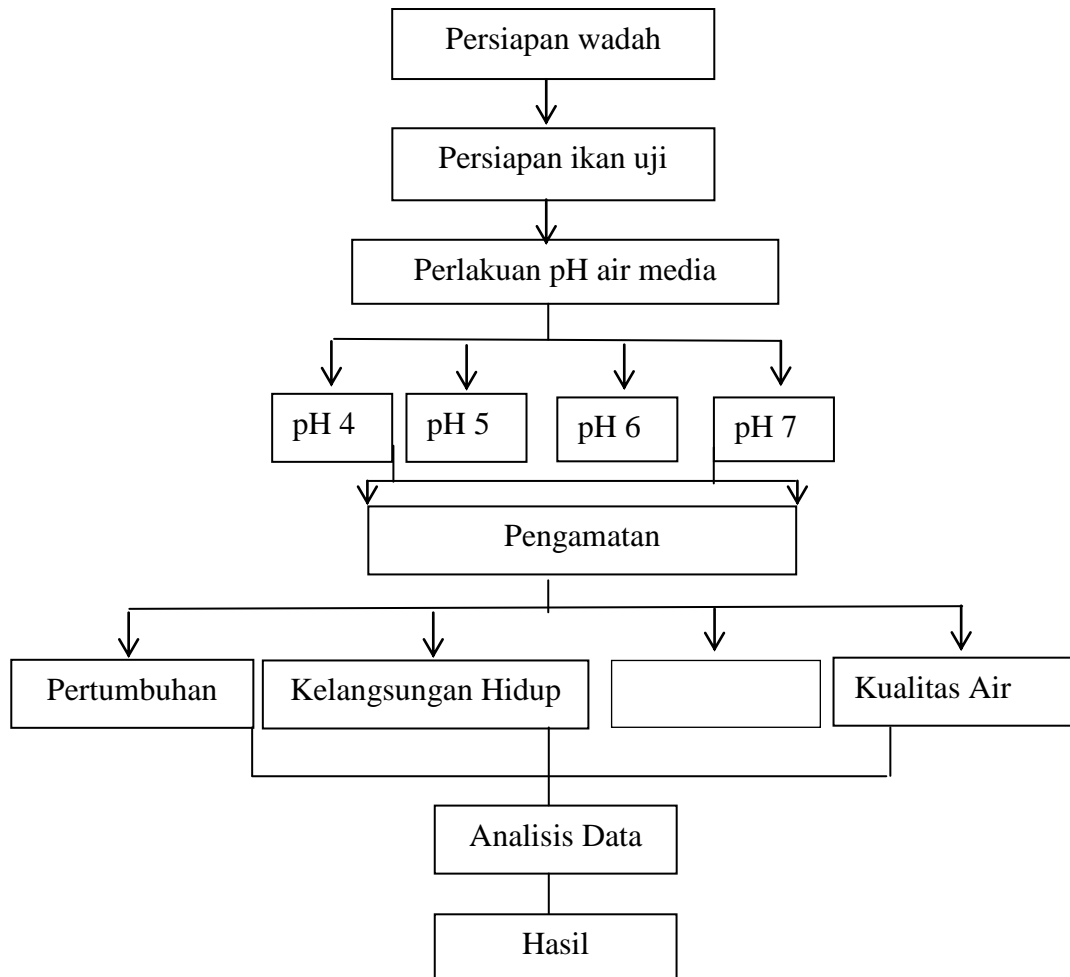 Persiapan wadah
Persiapan ikan uji
Perlakuan pH air media
pH 4
pH 5
pH 6
pH 7
Pengamatan
Pertumbuhan
Kelangsungan Hidup
Kualitas Air
Analisis Data
Hasil